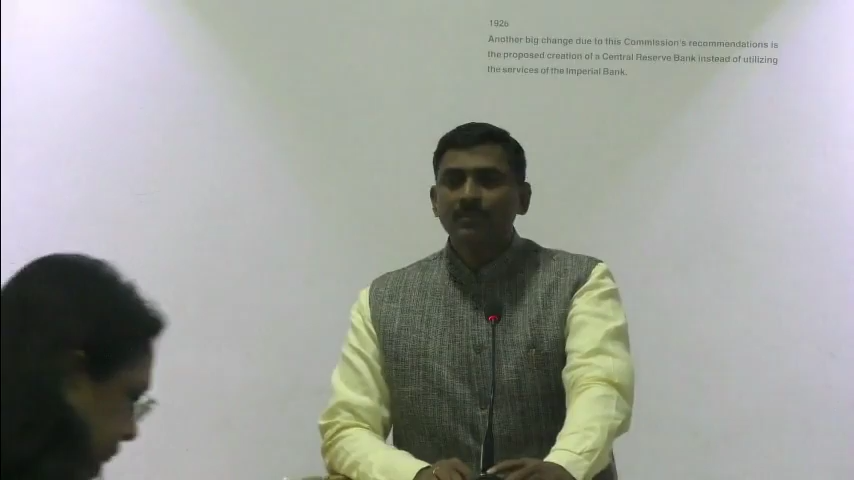 1926
Another big change due to this Commission's recommendations is
the proposed creation of a Central Reserve Bank instead of utilizing
the services of the Imperial Bank.